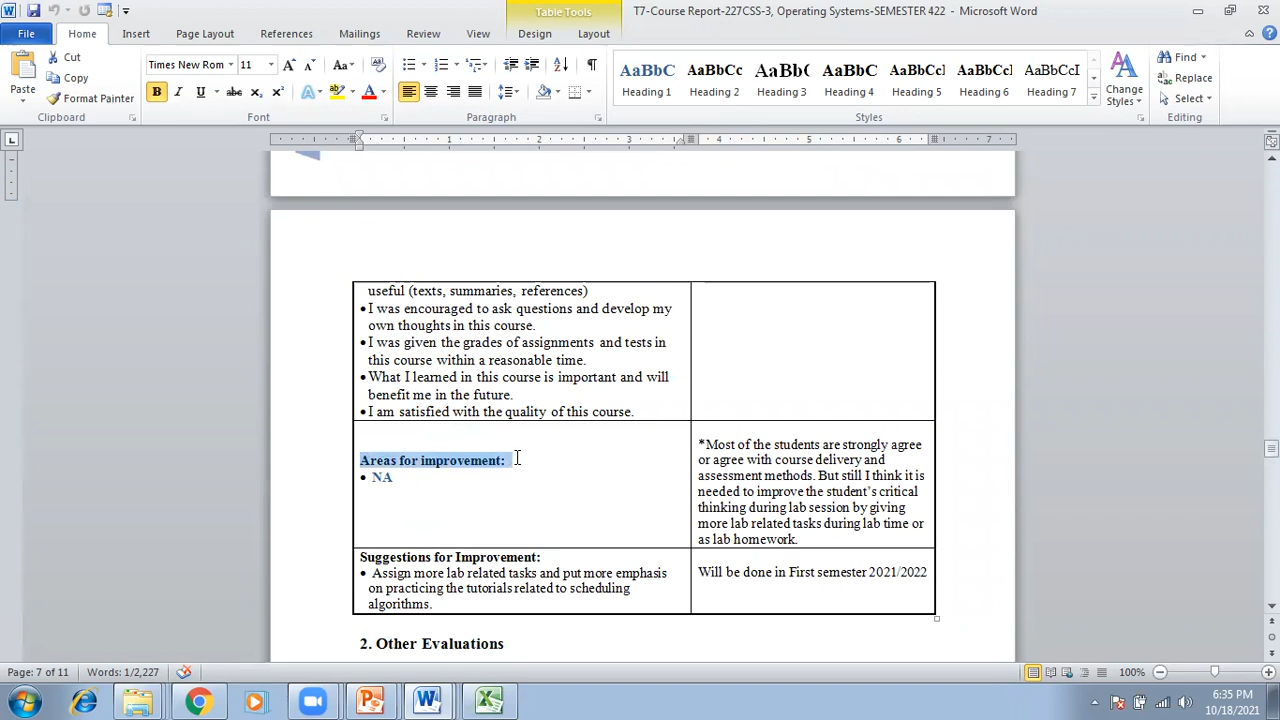 Table Tools
T7-Course Report-227CSS-3, Operating Systems-SEMESTER 422 - Microsoft Word
File Home Insert Page Layout References Mailings Review View Design Layout
Paste
Cut
Copy
Format Painter
Clipboard
Times New Rom 11
Font
Paragraph
AaBbC AaBbCc AaBb( AaBbC AaBbCcl AaBbCcI AaBbCcI
Heading 1 Heading 2 Heading 3 Heading 4 Heading 5 Heading 6 Heading 7
Change Styles
Styles
Find
Replace
Select
Editing
1 2 3 4 5 6 7
useful (texts, summaries, references)
• I was encouraged to ask questions and develop my
own thoughts in this course.
• I was given the grades of assignments and tests in
this course within a reasonable time.
• What I learned in this course is important and will
benefit me in the future.
• I am satisfied with the quality of this course.
Areas for improvement:
• NA
*Most of the students are strongly agree
or agree with course delivery and
assessment methods. But still I think it is
needed to improve the student's critical
thinking during lab session by giving
more lab related tasks during lab time or
as lab homework.
Suggestions for Improvement:
• Assign more lab related tasks and put more emphasis
on practicing the tutorials related to scheduling
algorithms.
Will be done in First semester 2021/2022
2. Other Evaluations
Page: 7 of 11 Words: 1/2,227 100%
6:35 PM
10/18/2021